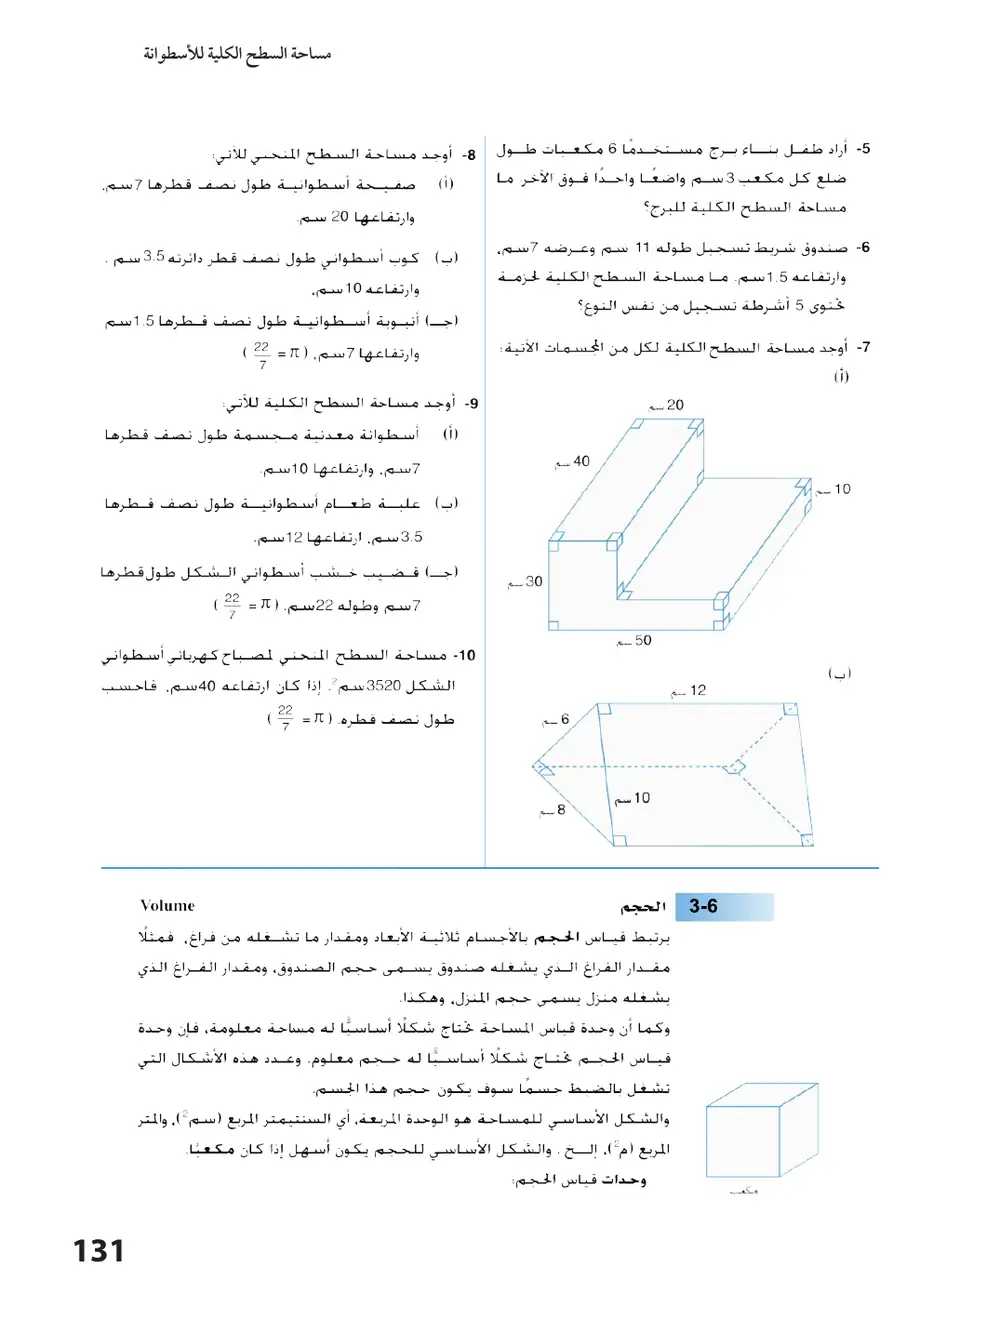 مساحة السطح الكلية للأسطوانة
5- أراد طفل بناء برج مستخدمًا 6 مكعبات طول
ضلع كل مكعب 3 سم واضعًا واحدًا فوق الآخر ما
مساحة السطح الكلية للبرج؟
6- صندوق شريط تسجيل طوله 11 سم وعرضه 7سم،
وارتفاعه 1.5سم. ما مساحة السطح الكلية لحزمة
تحتوى 5 أشرطة تسجيل من نفس النوع؟
7- أوجد مساحة السطح الكلية لكل من المجسمات الآتية:
(أ)
20 سم
40 سم
10 سم
30 سم
50 سم
(ب)
12 سم
6 سم
10 سم
8 سم
8- أوجد مساحة السطح المنحني للآتي:
(أ) صفيحة أسطوانية طول نصف قطرها 7سم،
وارتفاعها 20 سم.
(ب) كوب أسطواني طول نصف قطر دائرته 3.5 سم .
وارتفاعه 10 سم،
(جـ) أنبوبة أسطوانية طول نصف قطرها 1.5سم
وارتفاعها 7سم، ( π = 22/7 )
9- أوجد مساحة السطح الكلية للآتي:
(أ) أسطوانة معدنية مجسمة طول نصف قطرها
7سم، وارتفاعها 10سم.
(ب) علبة طعام أسطوانية طول نصف قطرها
3.5سم، ارتفاعها 12سم.
(جـ) قضيب خشب أسطواني الشكل طول قطرها
7سم وطوله 22سم. ( π = 22/7 )
10- مساحة السطح المنحني لمصباح كهربائي أسطواني
الشكل 3520سم². إذا كان ارتفاعه 40سم، فاحسب
طول نصف قطره. ( π = 22/7 )
3-6 الحجم Volume
يرتبط قياس الحجم بالأجسام ثلاثية الأبعاد ومقدار ما تشغله من فراغ، فمثلًا
مقدار الفراغ الذي يشغله صندوق يسمى حجم الصندوق، ومقدار الفراغ الذي
يشغله منزل يسمى حجم المنزل، وهكذا.
وكما أن وحدة قياس المساحة تحتاج شكلًا أساسيًّا له مساحة معلومة، فإن وحدة
قياس الحجم تحتاج شكلًا أساسيًّا له حجم معلوم. وعدد هذه الأشكال التي
تشغل بالضبط جسمًا سوف يكون حجم هذا الجسم.
والشكل الأساسي للمساحة هو الوحدة المربعة، أي السنتيمتر المربع (سم²)، والمتر
المربع (م²)، إلـخ . والشكل الأساسي للحجم يكون أسهل إذا كان مكعبًا.
وحدات قياس الحجم:
مكعب
131